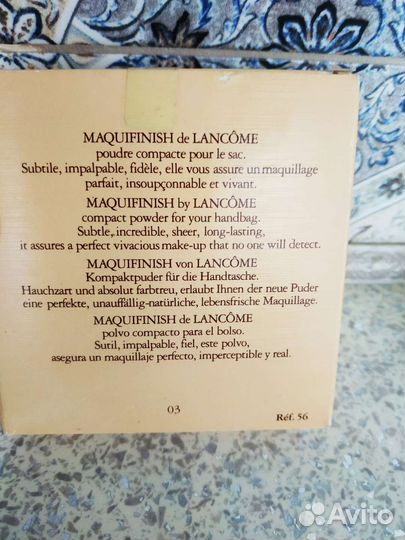 MAQUIFINISH de LANCÔME
poudre compacte pour le sac.
Subtile, impalpable, fidèle, elle vous assure un maquillage
parfait, insoupçonnable et vivant.
MAQUIFINISH by LANCÔME
compact powder for your handbag.
Subtle, incredible, sheer, long-lasting,
it assures a perfect vivacious make-up that no one will detect.
MAQUIFINISH von LANCÔME
Kompaktpuder für die Handtasche.
Hauchzart und absolut farbtreu, erlaubt Ihnen der neue Puder
eine perfekte, unauffällig-natürliche, lebensfrische Maquillage.
MAQUIFINISH de LANCÔME
polvo compacto para el bolso.
Sutil, impalpable, fiel, este polvo,
asegura un maquillaje perfecto, imperceptible y real.
03
Réf. 56
Avito